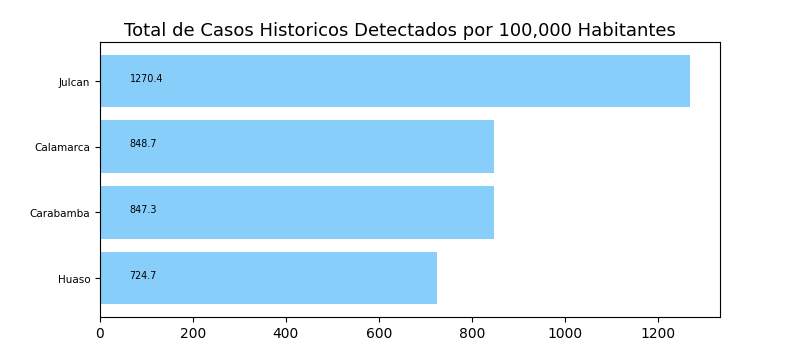 Total de Casos Historicos Detectados por 100,000 Habitantes
Julcan 1270.4
Calamarca 848.7
Carabamba 847.3
Huaso 724.7
0 200 400 600 800 1000 1200